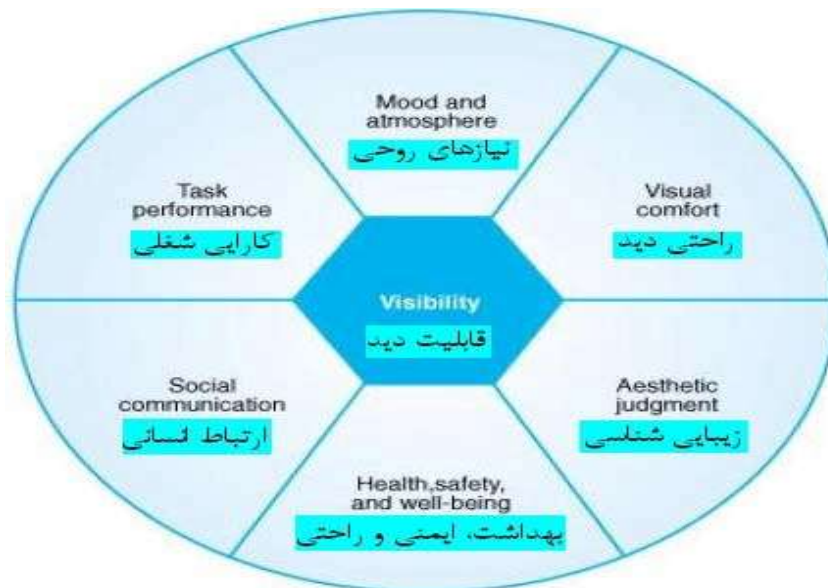 Mood and
atmosphere
نیازهای روحی
Task
performance
کارایی شغلی
Visual
comfort
راحتی دید
Visibility
قابلیت دید
Social
communication
ارتباط انسانی
Aesthetic
judgment
زیبایی شناسی
Health,safety,
and well-being
بهداشت، ایمنی و راحتی